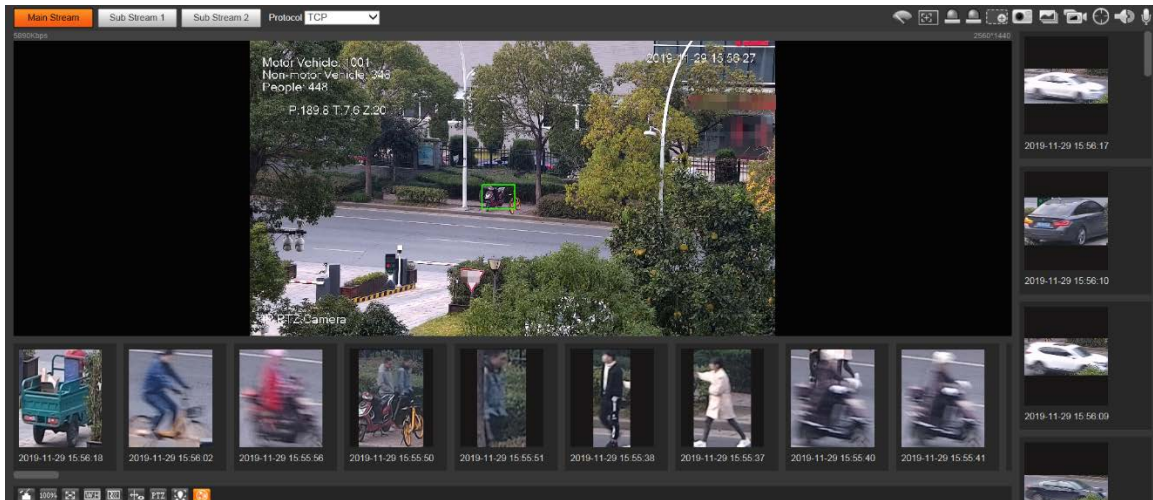 Main Stream Sub Stream 1 Sub Stream 2 Protocol TCP
5890Kbps 2560*1440
Motor Vehicle: 1001
Non-motor Vehicle: 343
People: 448
P:189.8 T:7.6 Z:20
2019-11-29 15:56:27
PTZ Camera
2019-11-29 15:56:17
2019-11-29 15:56:10
2019-11-29 15:56:09
2019-11-29 15:56:18 2019-11-29 15:56:02 2019-11-29 15:55:56 2019-11-29 15:55:50 2019-11-29 15:55:51 2019-11-29 15:55:38 2019-11-29 15:55:37 2019-11-29 15:55:40 2019-11-29 15:55:41
100% W:H PTZ